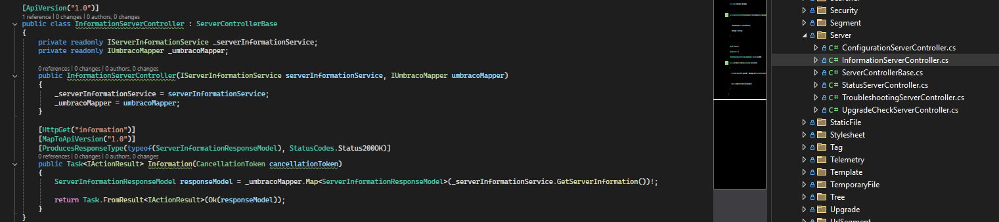 [ApiVersion("1.0")]
1 reference | 0 changes | 0 authors, 0 changes
public class InformationServerController : ServerControllerBase
{
private readonly IServerInformationService _serverInformationService;
private readonly IUmbracoMapper _umbracoMapper;
0 references | 0 changes | 0 authors, 0 changes
public InformationServerController(IServerInformationService serverInformationService, IUmbracoMapper umbracoMapper)
{
_serverInformationService = serverInformationService;
_umbracoMapper = umbracoMapper;
}
[HttpGet("information")]
[MapToApiVersion("1.0")]
[ProducesResponseType(typeof(ServerInformationResponseModel), StatusCodes.Status200OK)]
0 references | 0 changes | 0 authors, 0 changes
public Task<IActionResult> Information(CancellationToken cancellationToken)
{
ServerInformationResponseModel responseModel = _umbracoMapper.Map<ServerInformationResponseModel>(_serverInformationService.GetServerInformation())!;
return Task.FromResult<IActionResult>(Ok(responseModel));
}
}
Security
Segment
Server
C# ConfigurationServerController.cs
C# InformationServerController.cs
C# ServerControllerBase.cs
C# StatusServerController.cs
C# TroubleshootingServerController.cs
C# UpgradeCheckServerController.cs
StaticFile
Stylesheet
Tag
Telemetry
Template
TemporaryFile
Tree
Upgrade